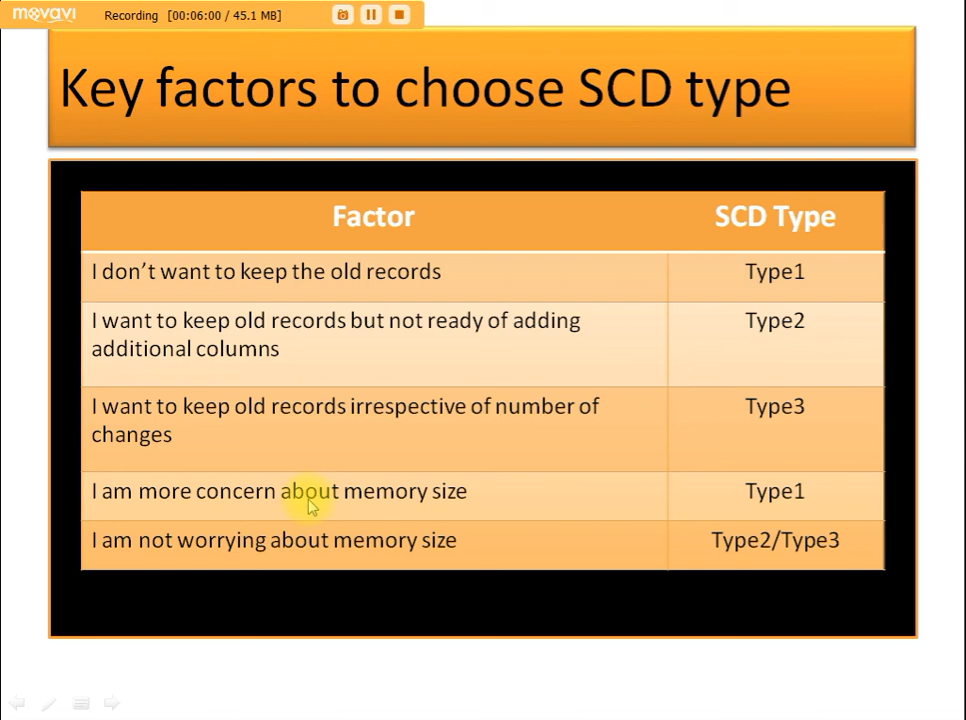 movavi Recording [00:06:00 / 45.1 MB]
Key factors to choose SCD type
Factor SCD Type
I don’t want to keep the old records Type1
I want to keep old records but not ready of adding Type2
additional columns
I want to keep old records irrespective of number of Type3
changes
I am more concern about memory size Type1
I am not worrying about memory size Type2/Type3